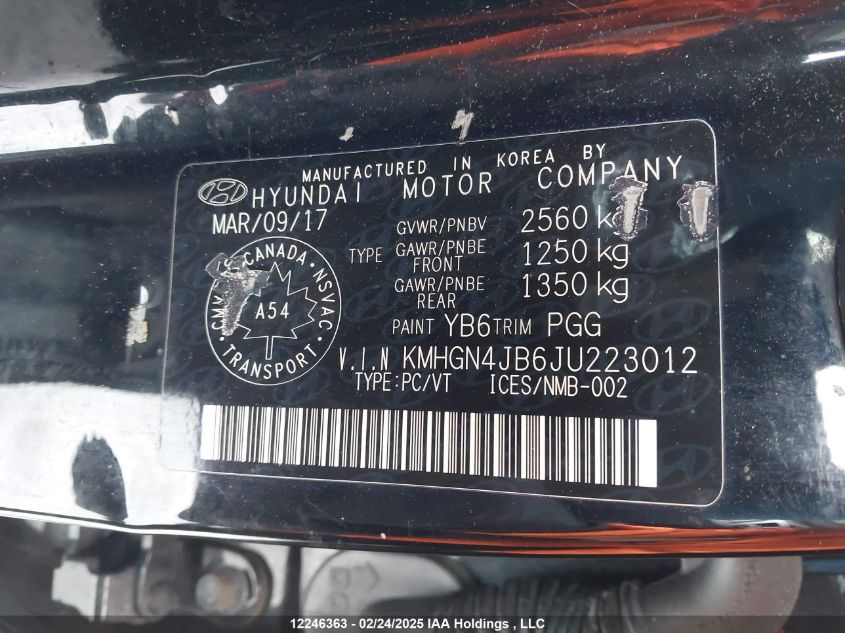 MANUFACTURED IN KOREA BY
HYUNDAI MOTOR COMPANY
MAR/09/17
GVWR/PNBV 2560 kg
TYPE GAWR/PNBE FRONT 1250 kg
GAWR/PNBE REAR 1350 kg
PAINT YB6 TRIM PGG
V.I.N KMHGN4JB6JU223012
TYPE:PC/VT ICES/NMB-002
CANADA · NSVAC ·
A54
TRANSPORT
12246363 - 02/24/2025 IAA Holdings , LLC